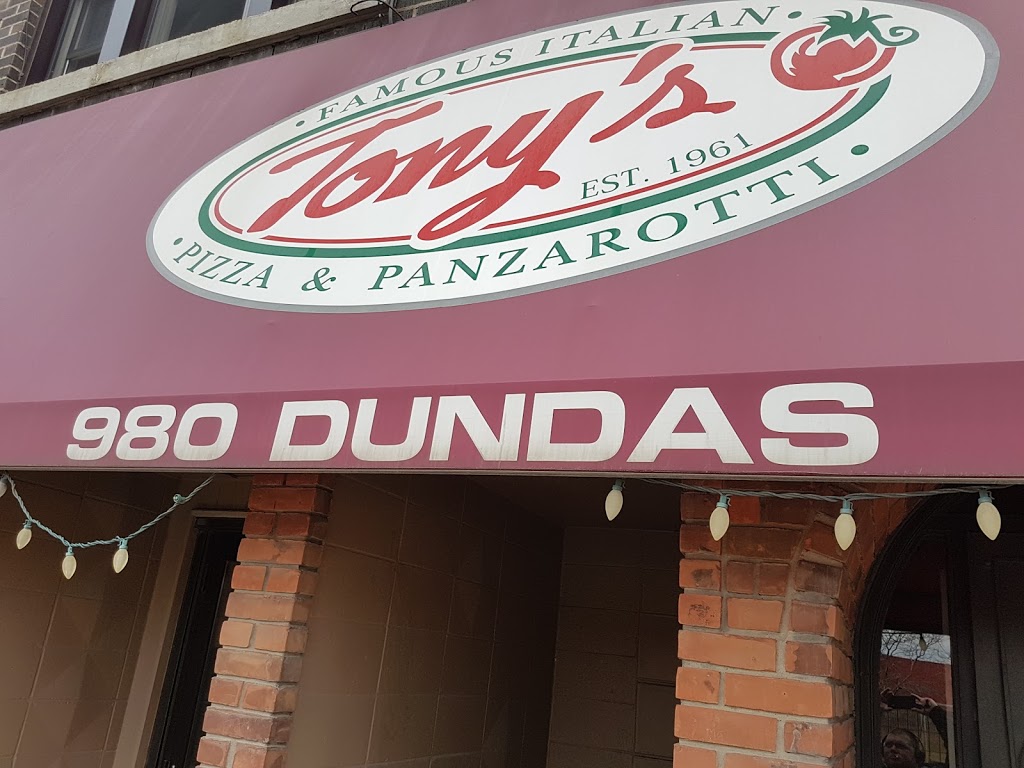 • FAMOUS ITALIAN •
Tony's
EST. 1961
• PIZZA & PANZAROTTI •
980 DUNDAS